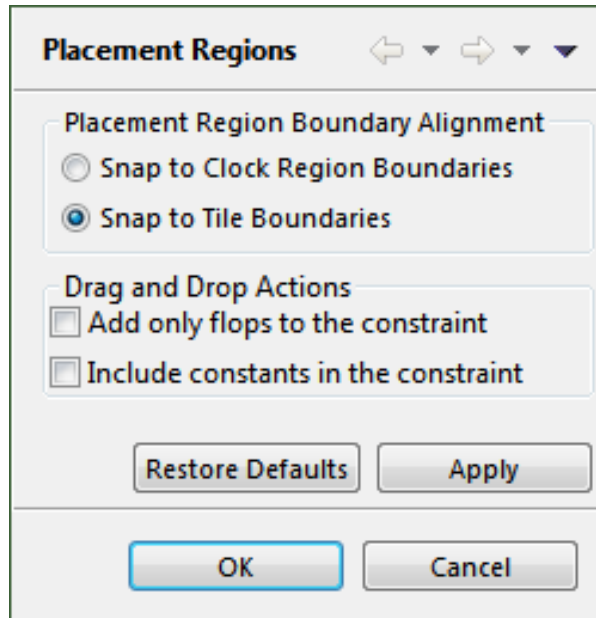 Placement Regions
Placement Region Boundary Alignment
Snap to Clock Region Boundaries
Snap to Tile Boundaries
Drag and Drop Actions
Add only flops to the constraint
Include constants in the constraint
Restore Defaults Apply
OK Cancel